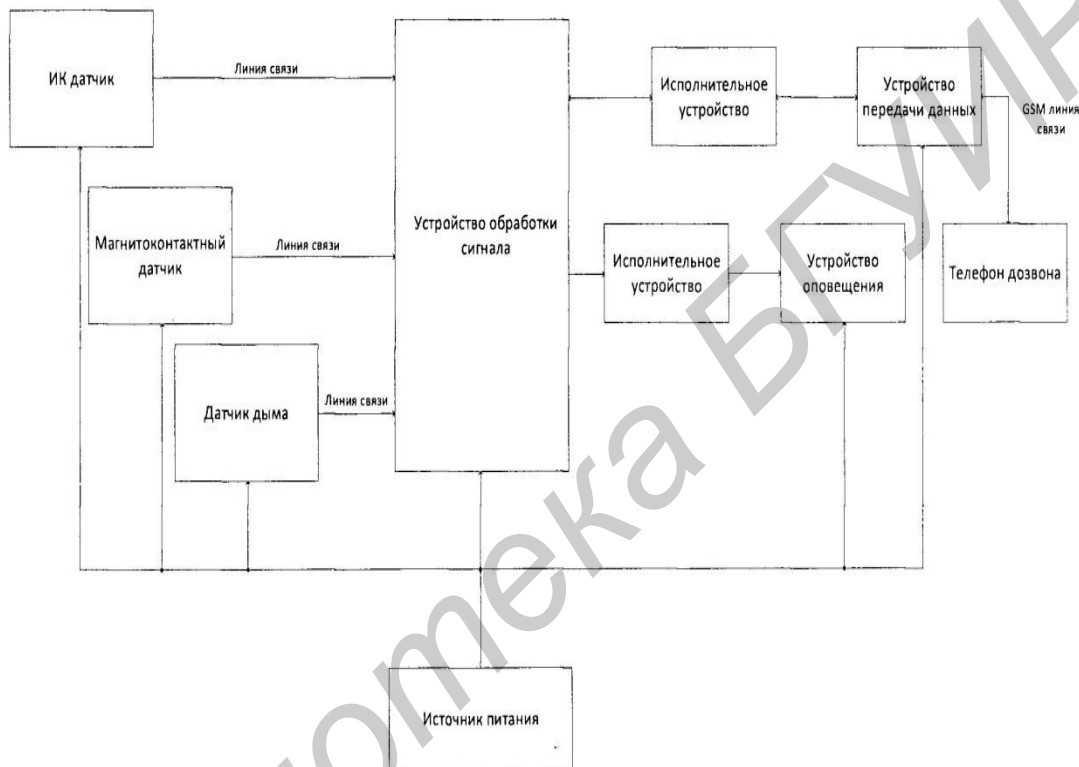 ИК датчик
Линия связи
Исполнительное
устройство
Устройство
передачи данных
GSM линия
связи
Магнитоконтактный
датчик
Линия связи
Устройство обработки
сигнала
Исполнительное
устройство
Устройство
оповещения
Телефон дозвона
Датчик дыма
Линия связи
Источник питания